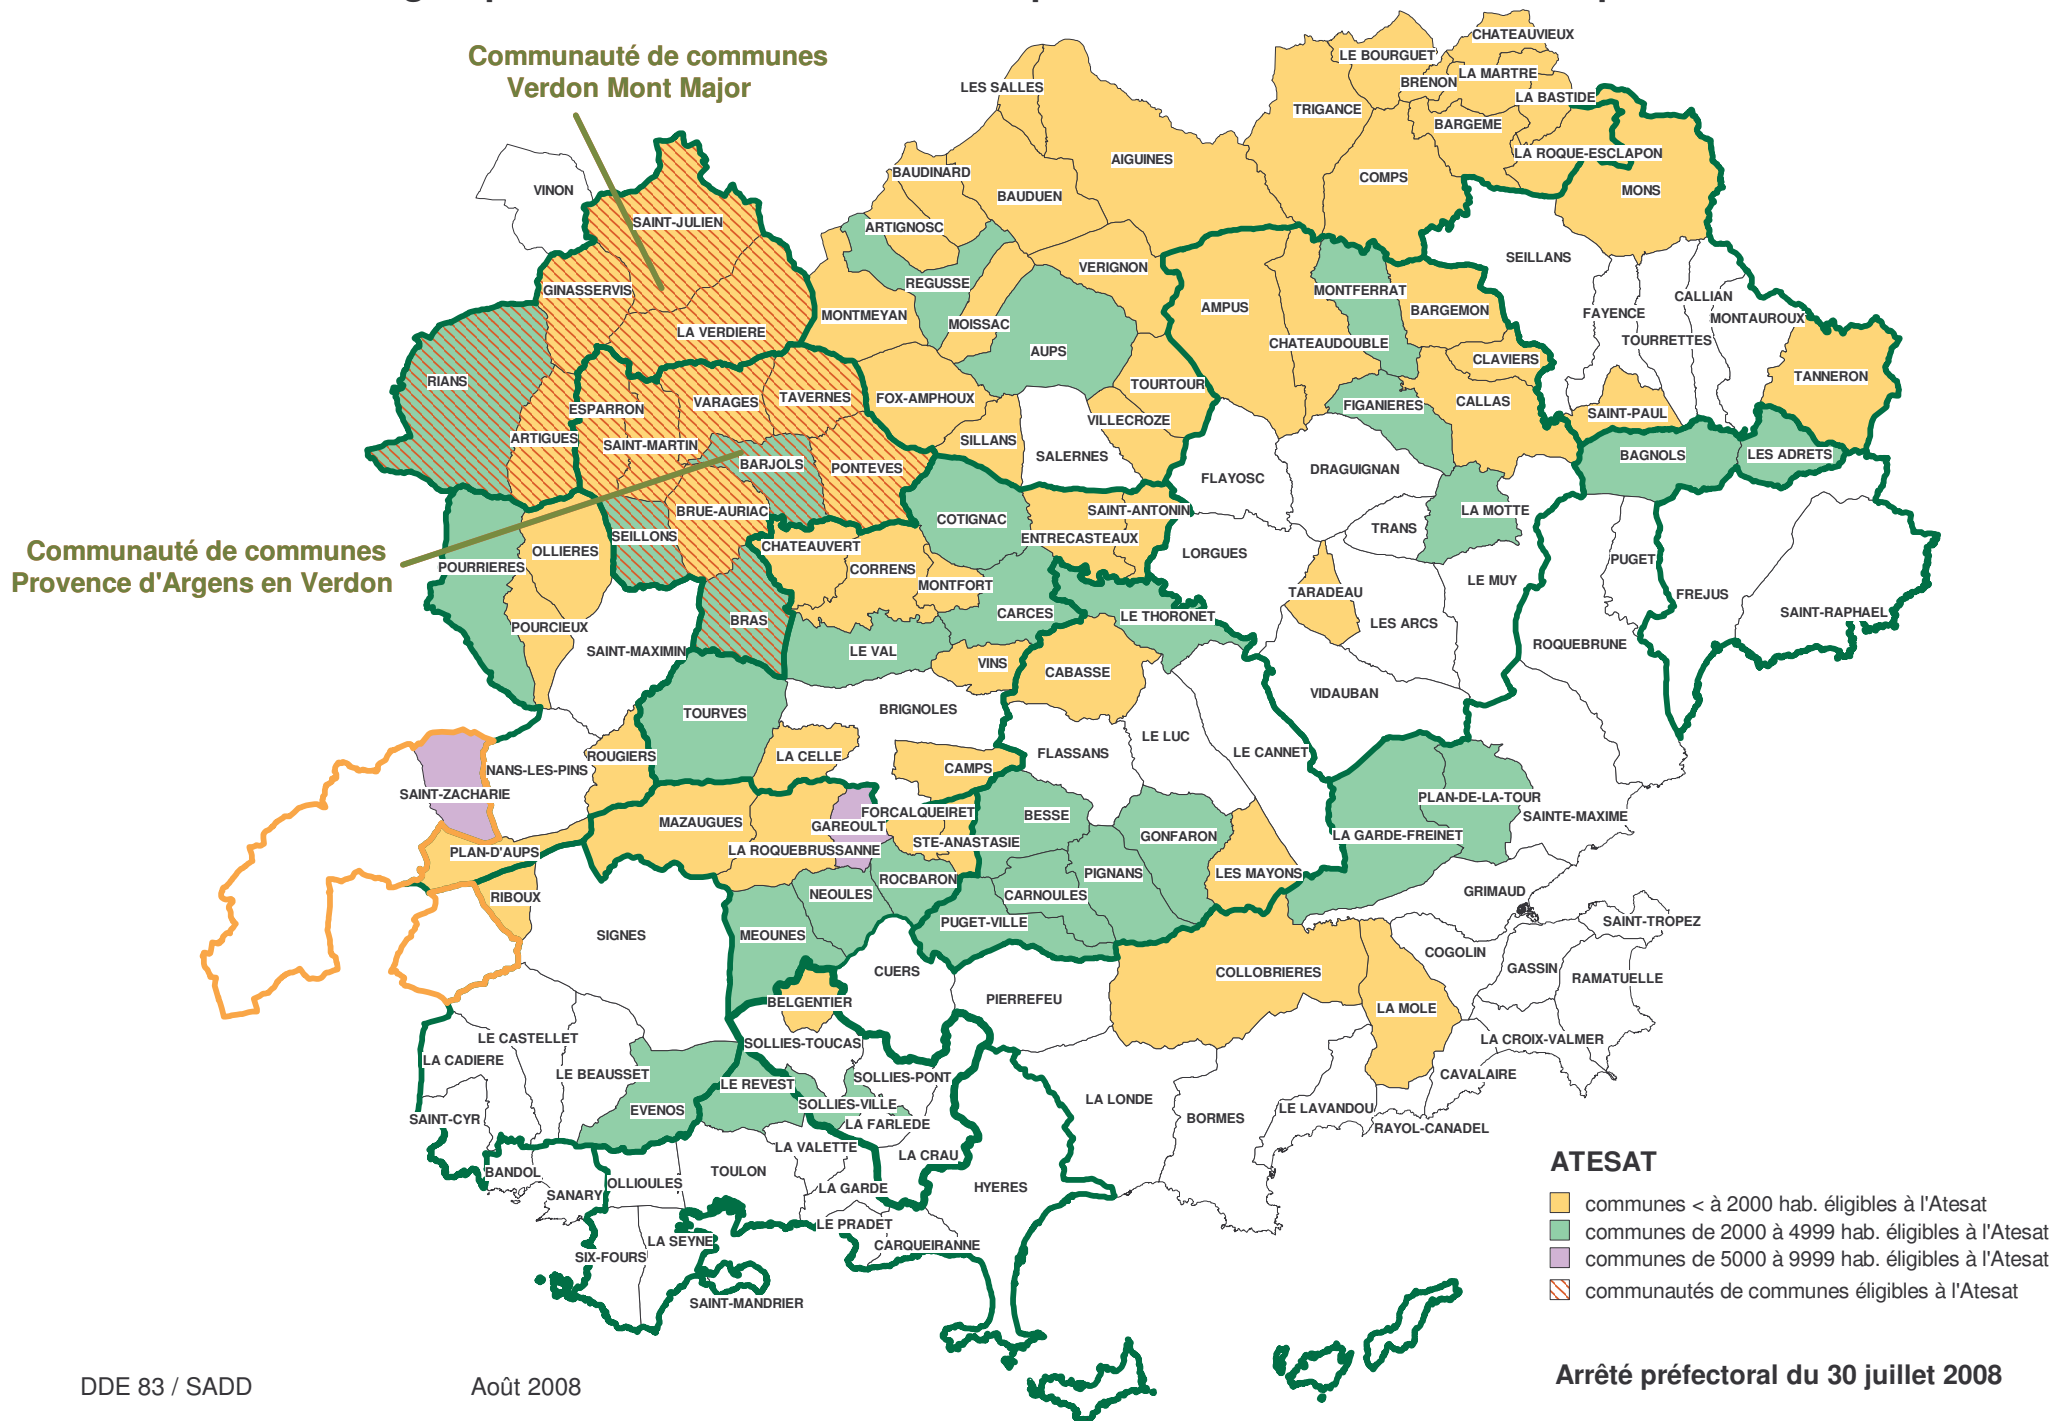 Communauté de communes
Verdon Mont Major
CHATEAUVIEUX
LE BOURGUET
LA MARTRE
BRENON
LES SALLES
LA BASTIDE
TRIGANCE
BARGEME
AIGUINES
LA ROQUE-ESCLAPON
BAUDINARD
COMPS
VINON
MONS
BAUDUEN
SAINT-JULIEN
ARTIGNOSC
SEILLANS
VERIGNON
REGUSSE
GINASSERVIS
MONTFERRAT
CALLIAN
AMPUS
BARGEMON
FAYENCE
MONTMEYAN
MOISSAC
MONTAUROUX
LA VERDIERE
CHATEAUDOUBLE
TOURRETTES
AUPS
CLAVIERS
RIANS
TOURTOUR
TANNERON
TAVERNES
FOX-AMPHOUX
VARAGES
CALLAS
FIGANIERES
ESPARRON
SAINT-PAUL
VILLECROZE
ARTIGUES
SAINT-MARTIN
SILLANS
SALERNES
BAGNOLS
LES ADRETS
BARJOLS
PONTEVES
DRAGUIGNAN
FLAYOSC
BRUE-AURIAC
SAINT-ANTONIN
LA MOTTE
COTIGNAC
TRANS
SEILLONS
ENTRECASTEAUX
CHATEAUVERT
OLLIERES
LORGUES
Communauté de communes
Provence d'Argens en Verdon
POURRIERES
CORRENS
PUGET
LE MUY
MONTFORT
TARADEAU
FREJUS
CARCES
LE THORONET
SAINT-RAPHAEL
BRAS
LES ARCS
POURCIEUX
ROQUEBRUNE
SAINT-MAXIMIN
LE VAL
VINS
CABASSE
VIDAUBAN
TOURVES
BRIGNOLES
LE LUC
LE CANNET
FLASSANS
ROUGIERS
LA CELLE
CAMPS
NANS-LES-PINS
SAINT-ZACHARIE
PLAN-DE-LA-TOUR
FORCALQUEIRET
BESSE
SAINTE-MAXIME
MAZAUGUES
GAREOULT
GONFARON
LA GARDE-FREINET
STE-ANASTASIE
PLAN-D'AUPS
LA ROQUEBRUSSANNE
PIGNANS
LES MAYONS
ROCBARON
GRIMAUD
NEOULES
CARNOULES
RIBOUX
PUGET-VILLE
SAINT-TROPEZ
SIGNES
MEOUNES
COGOLIN
GASSIN
CUERS
COLLOBRIERES
RAMATUELLE
PIERREFEU
BELGENTIER
LA MOLE
LE CASTELLET
SOLLIES-TOUCAS
LA CROIX-VALMER
LA CADIERE
LE BEAUSSET
CAVALAIRE
SOLLIES-PONT
LE REVEST
LA LONDE
SOLLIES-VILLE
EVENOS
LE LAVANDOU
SAINT-CYR
BORMES
LA FARLEDE
RAYOL-CANADEL
LA VALETTE
LA CRAU
BANDOL
TOULON
OLLIOULES
LA GARDE
HYERES
SANARY
LE PRADET
LA SEYNE
CARQUEIRANNE
SIX-FOURS
SAINT-MANDRIER
ATESAT
communes < à 2000 hab. éligibles à l'Atesat
communes de 2000 à 4999 hab. éligibles à l'Atesat
communes de 5000 à 9999 hab. éligibles à l'Atesat
communautés de communes éligibles à l'Atesat
Arrêté préfectoral du 30 juillet 2008
DDE 83 / SADD
Août 2008